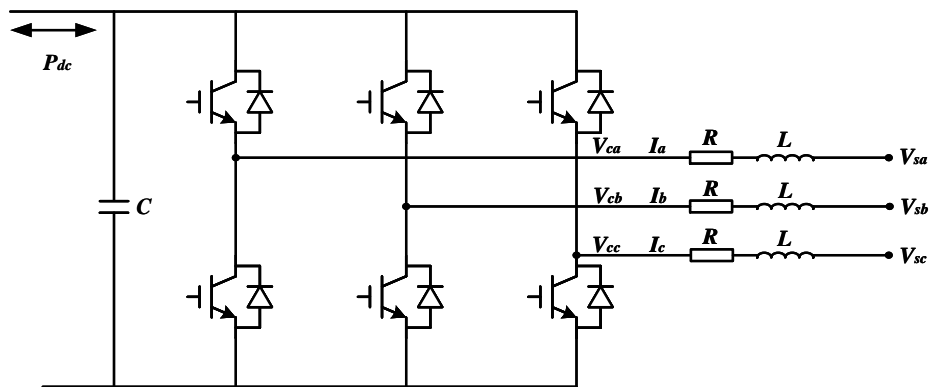 Pdc
C
Vca Ia R L Vsa
Vcb Ib R L Vsb
Vcc Ic R L Vsc